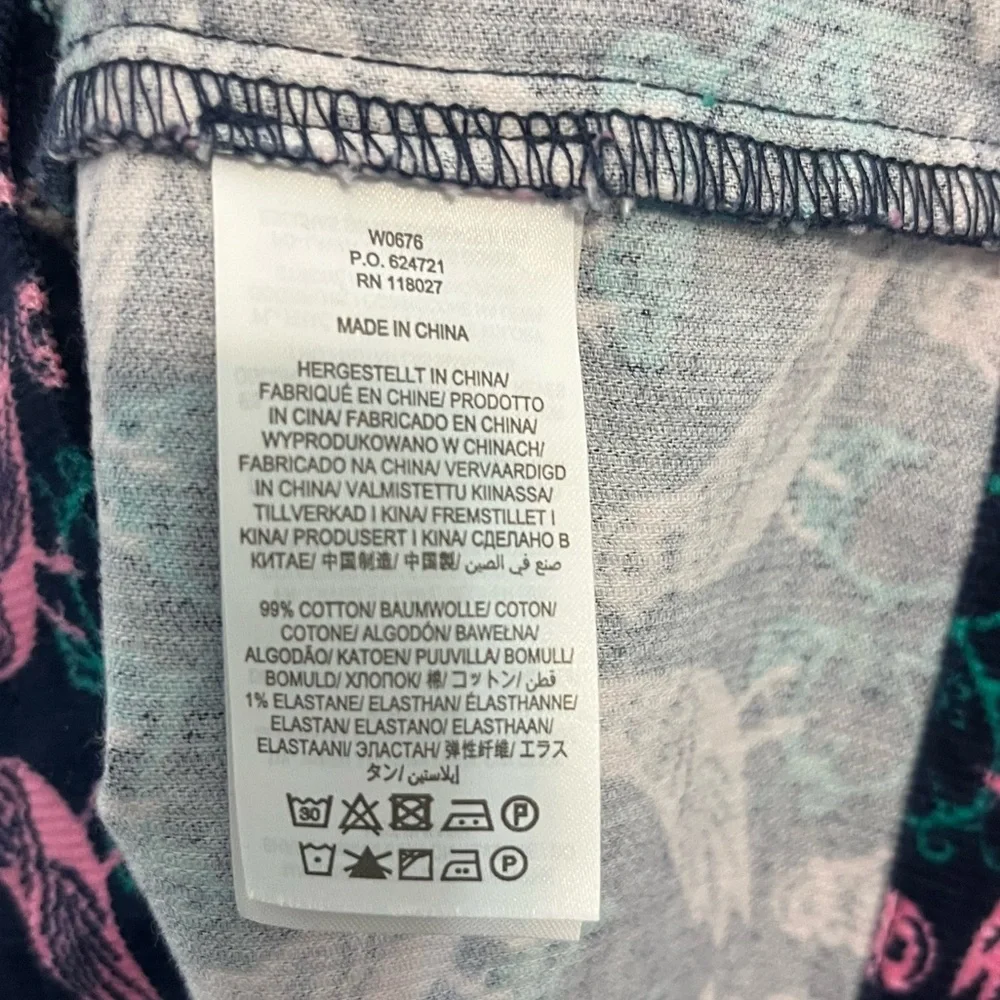 W0676
P.O. 624721
RN 118027
MADE IN CHINA
HERGESTELLT IN CHINA/
FABRIQUÉ EN CHINE/ PRODOTTO
IN CINA/ FABRICADO EN CHINA/
WYPRODUKOWANO W CHINACH/
FABRICADO NA CHINA/ VERVAARDIGD
IN CHINA/ VALMISTETTU KIINASSA/
TILLVERKAD I KINA/ FREMSTILLET I
KINA/ PRODUSERT I KINA/ СДЕЛАНО В
КИТАЕ/ 中国制造/ 中国製/ صنع في الصين
99% COTTON/ BAUMWOLLE/ COTON/
COTONE/ ALGODÓN/ BAWEŁNA/
ALGODÃO/ KATOEN/ PUUVILLA/ BOMULL/
BOMULD/ ХЛОПОК/ 棉/ コットン/ قطن
1% ELASTANE/ ELASTHAN/ ÉLASTHANNE/
ELASTAN/ ELASTANO/ ELASTHAAN/
ELASTAANI/ ЭЛАСТАН/ 弹性纤维/ エラス
タン/ إيلاستين
30 P
P